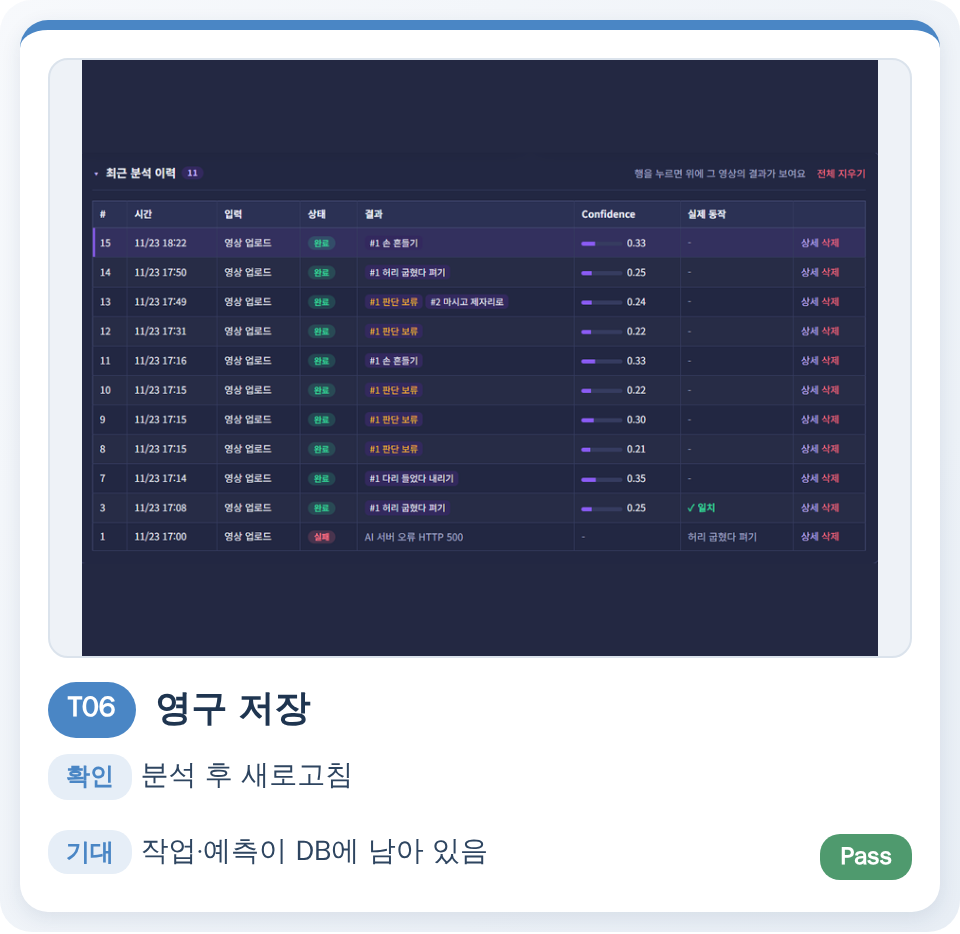 • 최근 분석 이력 11 행을 누르면 위에 그 영상의 결과가 보여요 전체 지우기
# 시간 입력 상태 결과 Confidence 실제 동작
15 11/23 18:22 영상 업로드 완료 #1 손 흔들기 0.33 - 상세 삭제
14 11/23 17:50 영상 업로드 완료 #1 허리 굽혔다 펴기 0.25 - 상세 삭제
13 11/23 17:49 영상 업로드 완료 #1 판단 보류 #2 마시고 제자리로 0.24 - 상세 삭제
12 11/23 17:31 영상 업로드 완료 #1 판단 보류 0.22 - 상세 삭제
11 11/23 17:16 영상 업로드 완료 #1 손 흔들기 0.33 - 상세 삭제
10 11/23 17:15 영상 업로드 완료 #1 판단 보류 0.22 - 상세 삭제
9 11/23 17:15 영상 업로드 완료 #1 판단 보류 0.30 - 상세 삭제
8 11/23 17:15 영상 업로드 완료 #1 판단 보류 0.21 - 상세 삭제
7 11/23 17:14 영상 업로드 완료 #1 다리 들었다 내리기 0.35 - 상세 삭제
3 11/23 17:08 영상 업로드 완료 #1 허리 굽혔다 펴기 0.25 ✓ 일치 상세 삭제
1 11/23 17:00 영상 업로드 실패 AI 서버 오류 HTTP 500 - 허리 굽혔다 펴기 상세 삭제
T06 영구 저장
확인 분석 후 새로고침
기대 작업·예측이 DB에 남아 있음
Pass